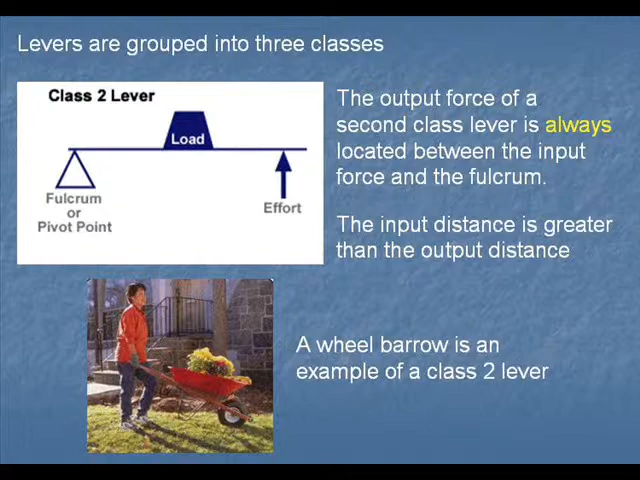 Levers are grouped into three classes
Class 2 Lever
Load
Fulcrum
or
Pivot Point
Effort
The output force of a
second class lever is always
located between the input
force and the fulcrum.
The input distance is greater
than the output distance
A wheel barrow is an
example of a class 2 lever